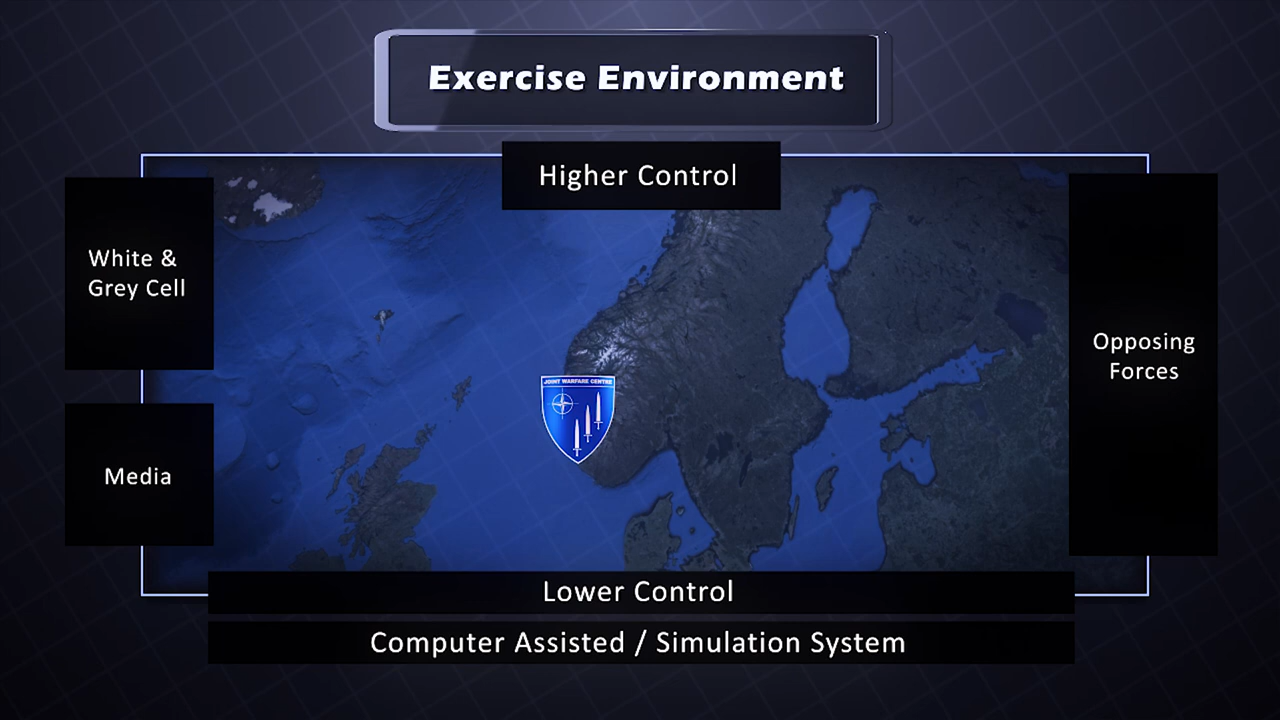 Exercise Environment
Higher Control
White &
Grey Cell
Opposing
Forces
JOINT WARFARE CENTRE
Media
Lower Control
Computer Assisted / Simulation System